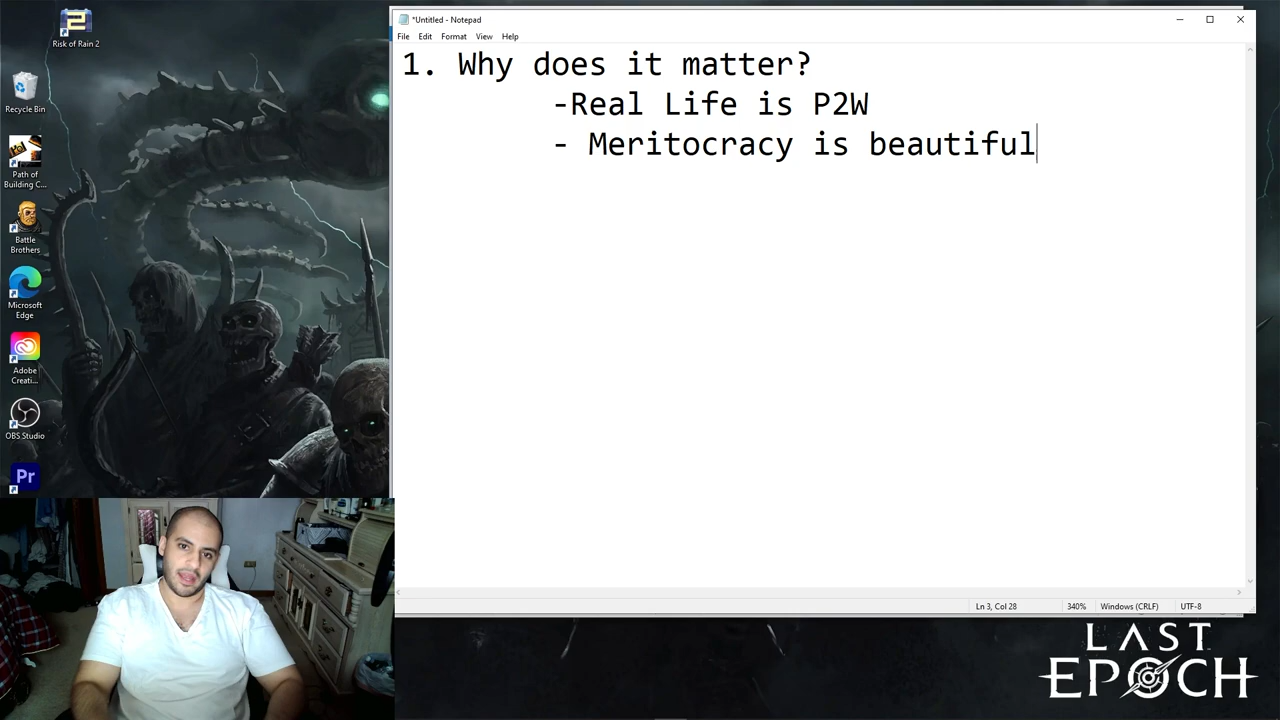 Risk of Rain 2
Recycle Bin
Path of
Building C...
Battle
Brothers
Microsoft
Edge
Adobe
Creati...
OBS Studio
Pr
*Untitled - Notepad
File Edit Format View Help
1. Why does it matter?
-Real Life is P2W
- Meritocracy is beautiful
Ln 3, Col 28 340% Windows (CRLF) UTF-8
LAST
EPOCH